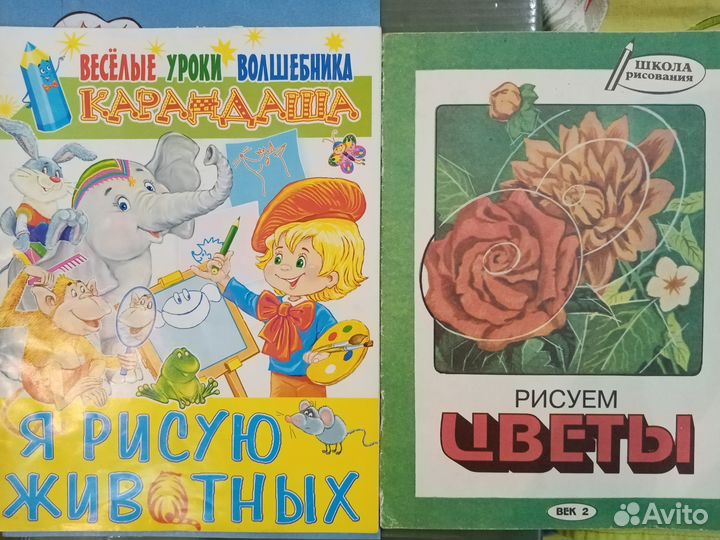 ВЕСЁЛЫЕ УРОКИ ВОЛШЕБНИКА
КАРАНДАША
Я РИСУЮ
ЖИВОТНЫХ
ШКОЛА
рисования
РИСУЕМ
ЦВЕТЫ
ВЕК 2
Avito